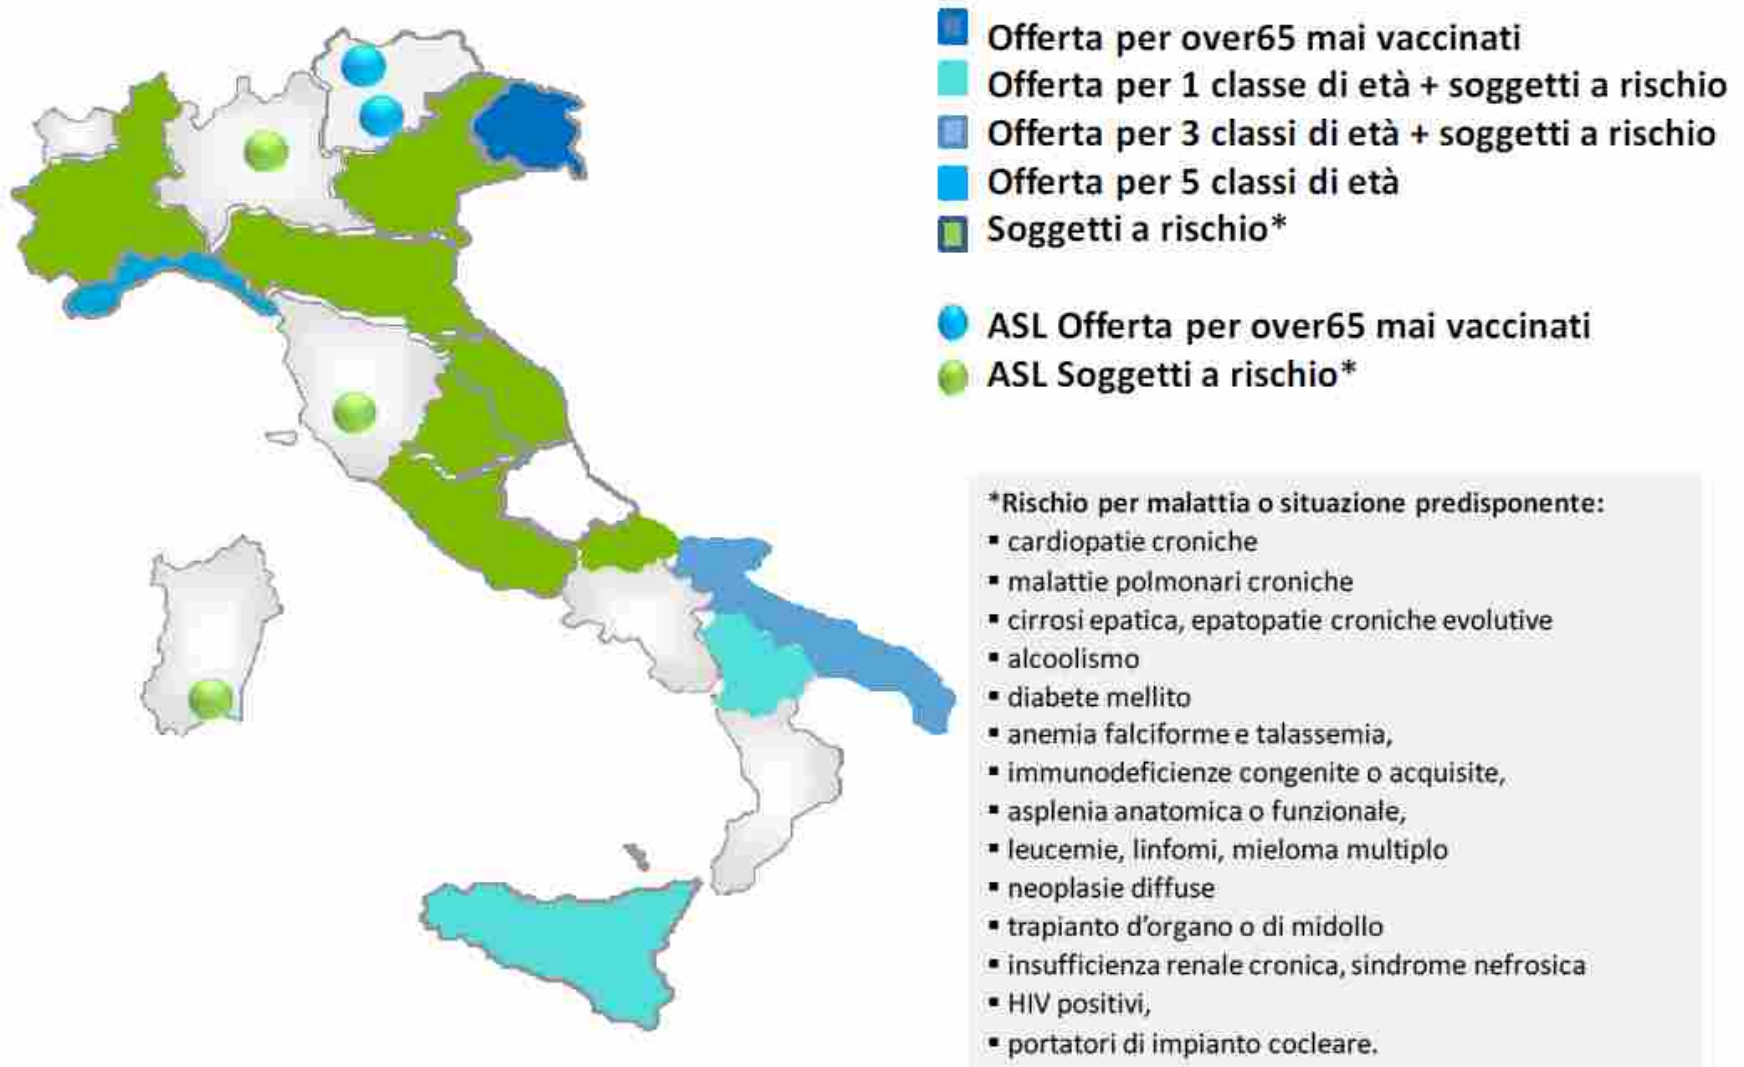 Offerta per over65 mai vaccinati
Offerta per 1 classe di età + soggetti a rischio
Offerta per 3 classi di età + soggetti a rischio
Offerta per 5 classi di età
Soggetti a rischio*
ASL Offerta per over65 mai vaccinati
ASL Soggetti a rischio*
*Rischio per malattia o situazione predisponente:
▪ cardiopatie croniche
▪ malattie polmonari croniche
▪ cirrosi epatica, epatopatie croniche evolutive
▪ alcoolismo
▪ diabete mellito
▪ anemia falciforme e talassemia,
▪ immunodeficienze congenite o acquisite,
▪ asplenia anatomica o funzionale,
▪ leucemie, linfomi, mieloma multiplo
▪ neoplasie diffuse
▪ trapianto d'organo o di midollo
▪ insufficienza renale cronica, sindrome nefrosica
▪ HIV positivi,
▪ portatori di impianto cocleare.